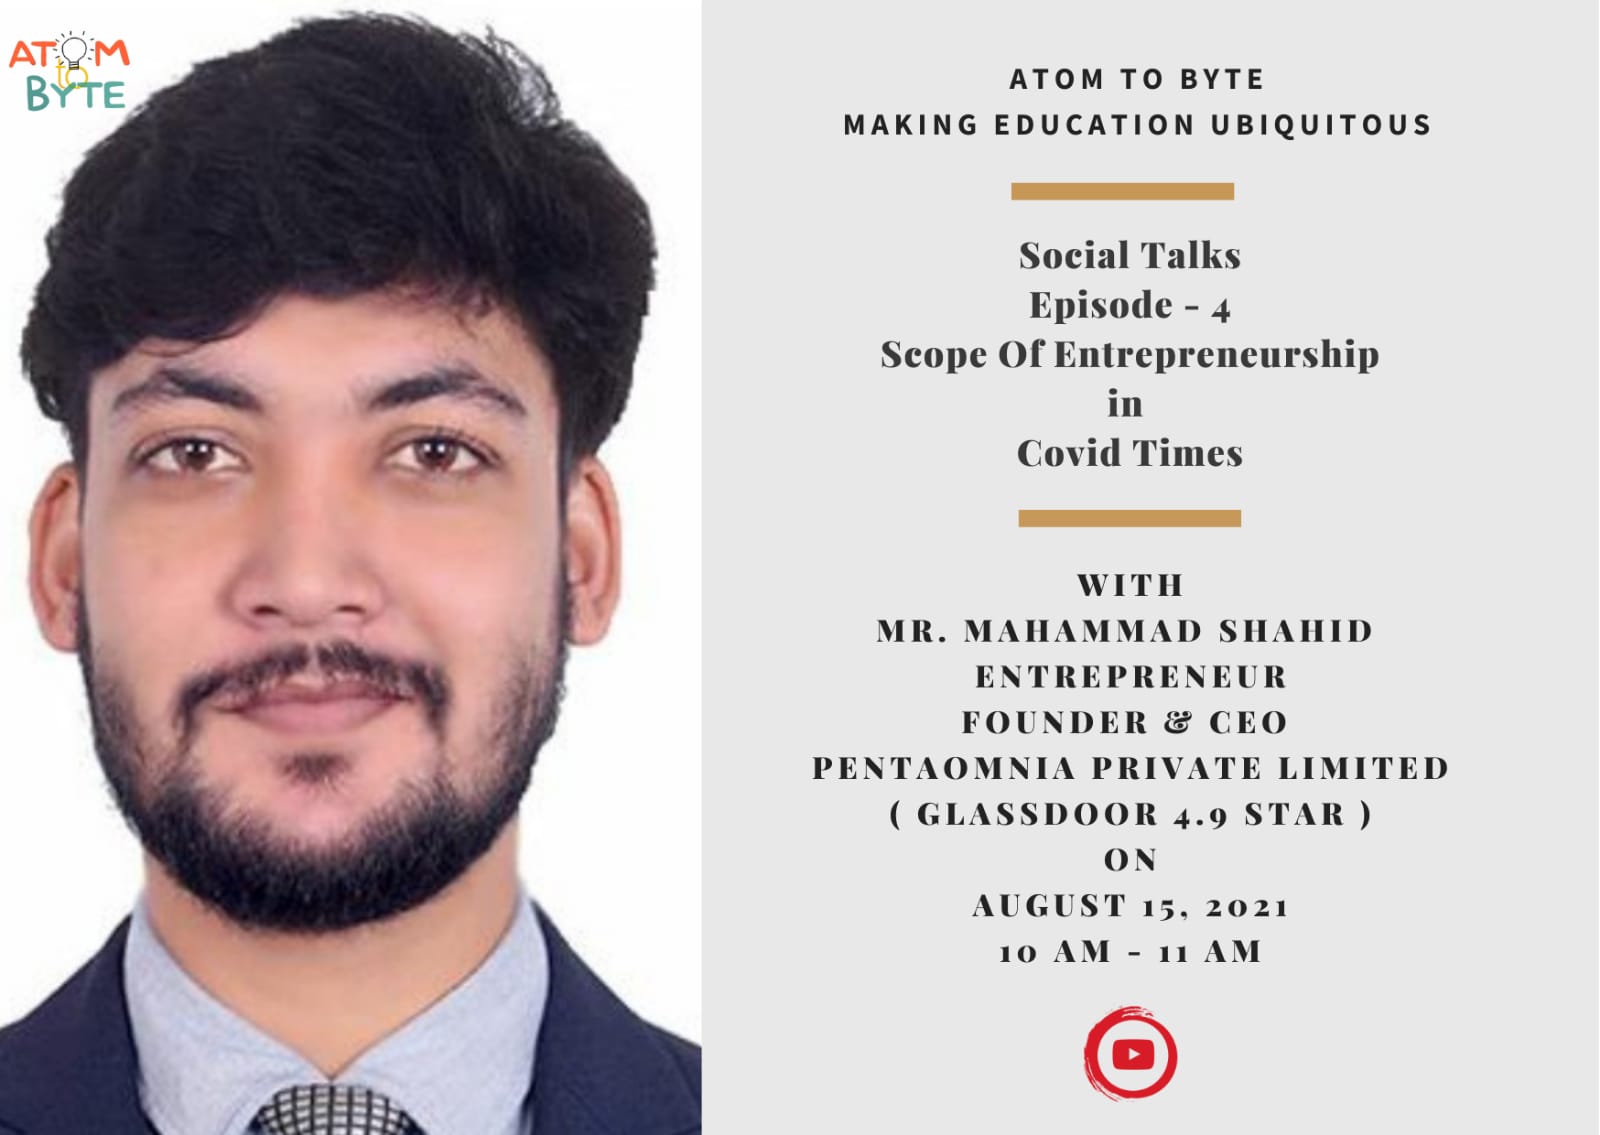 ATOM
to
BYTE
ATOM TO BYTE
MAKING EDUCATION UBIQUITOUS
Social Talks
Episode - 4
Scope Of Entrepreneurship
in
Covid Times
WITH
MR. MAHAMMAD SHAHID
ENTREPRENEUR
FOUNDER & CEO
PENTAOMNIA PRIVATE LIMITED
( GLASSDOOR 4.9 STAR )
ON
AUGUST 15, 2021
10 AM - 11 AM